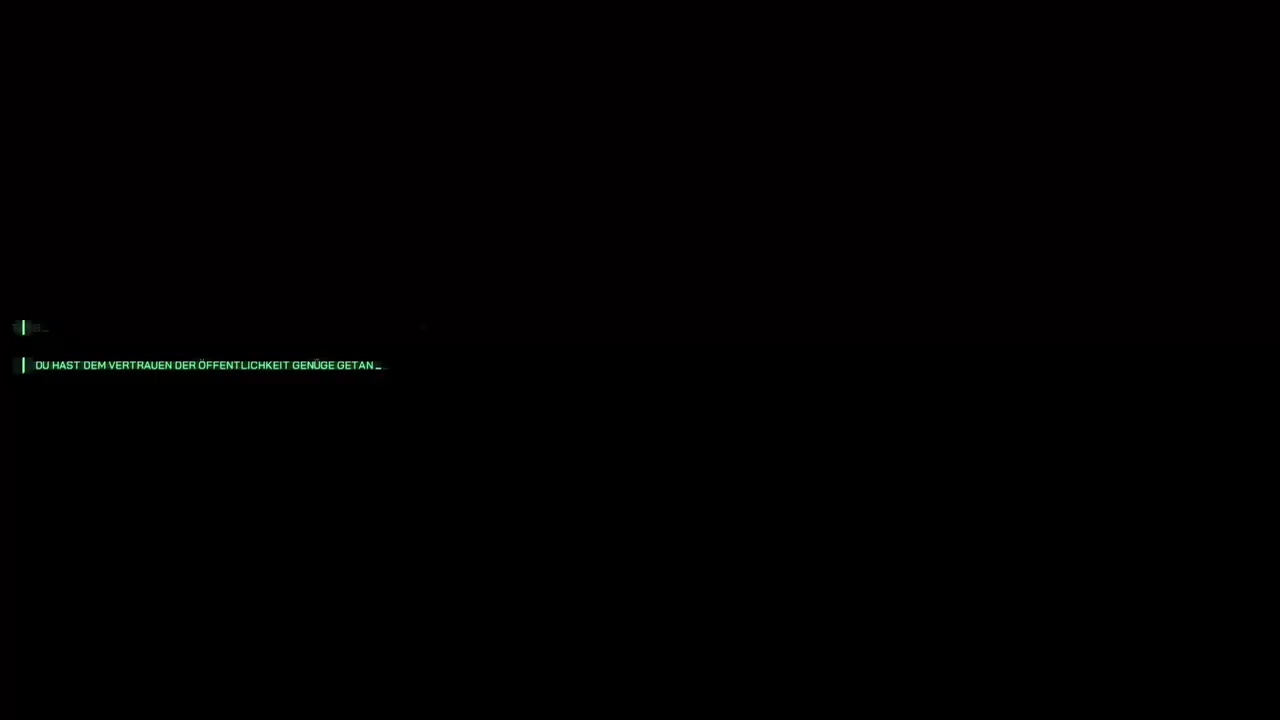 DU HAST DEM VERTRAUEN DER ÖFFENTLICHKEIT GENÜGE GETAN _